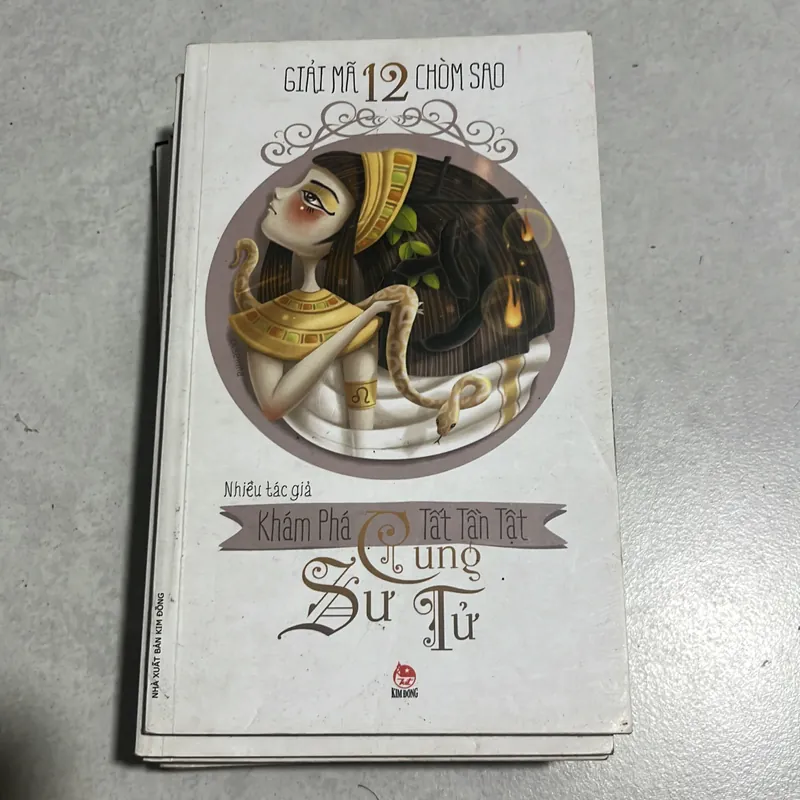 GIẢI MÃ 12 CHÒM SAO
Nhiều tác giả
Khám Phá Tất Tần Tật
Cung
Sư Tử
KIM ĐỒNG
NHÀ XUẤT BẢN KIM ĐỒNG